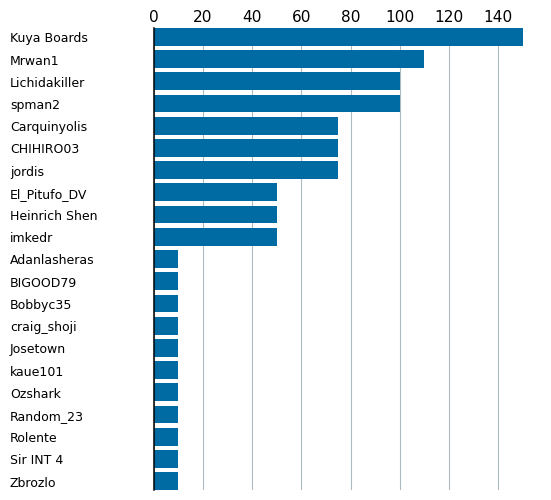 0 20 40 60 80 100 120 140
Kuya Boards
Mrwan1
Lichidakiller
spman2
Carquinyolis
CHIHIRO03
jordis
El_Pitufo_DV
Heinrich Shen
imkedr
Adanlasheras
BIGOOD79
Bobbyc35
craig_shoji
Josetown
kaue101
Ozshark
Random_23
Rolente
Sir INT 4
Zbrozlo